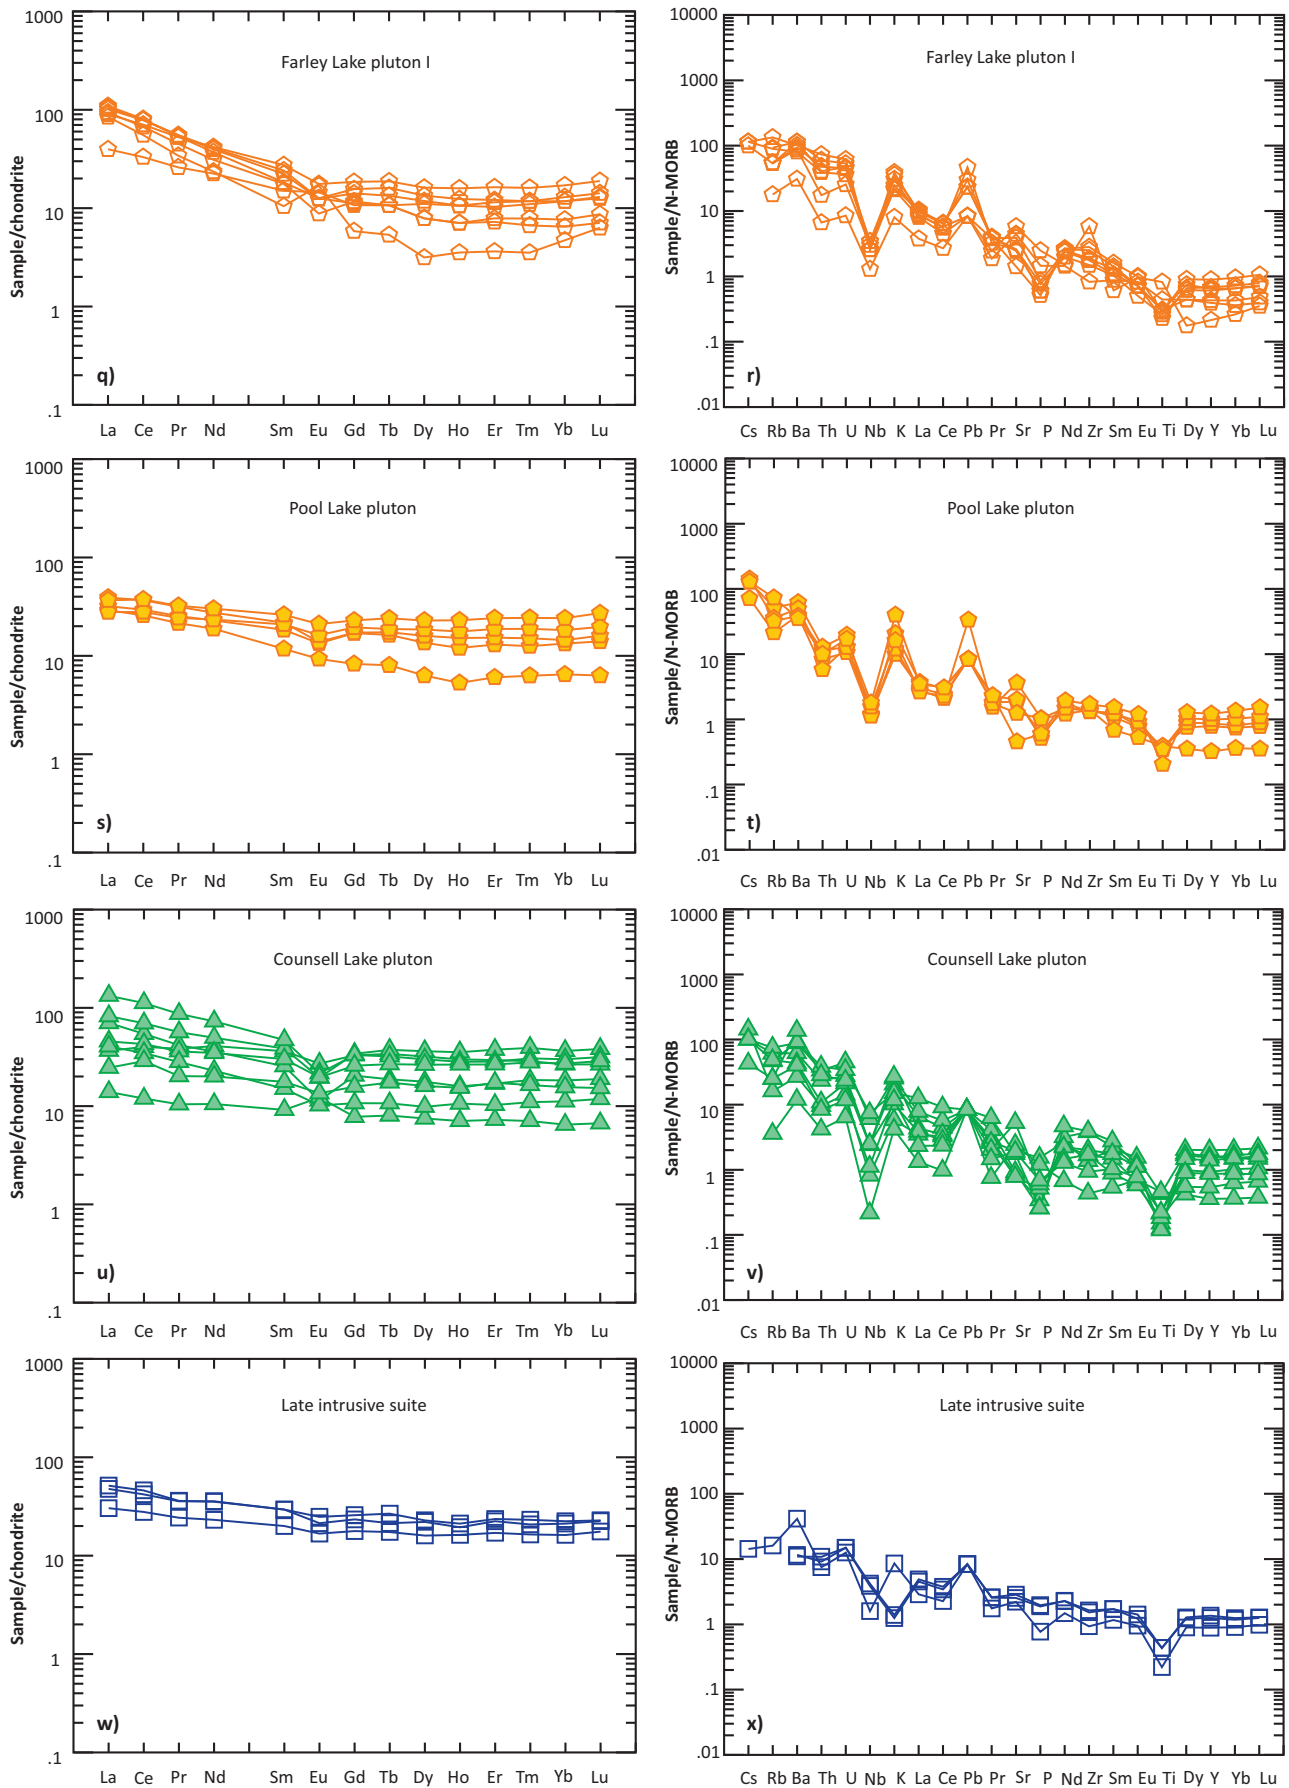 1000
100
10
1
.1
Sample/chondrite
Farley Lake pluton I
q)
La Ce Pr Nd Sm Eu Gd Tb Dy Ho Er Tm Yb Lu
10000
1000
100
10
1
.1
.01
Sample/N-MORB
Farley Lake pluton I
r)
Cs Rb Ba Th U Nb K La Ce Pb Pr Sr P Nd Zr Sm Eu Ti Dy Y Yb Lu
1000
100
10
1
.1
Sample/chondrite
Pool Lake pluton
s)
La Ce Pr Nd Sm Eu Gd Tb Dy Ho Er Tm Yb Lu
10000
1000
100
10
1
.1
.01
Sample/N-MORB
Pool Lake pluton
t)
Cs Rb Ba Th U Nb K La Ce Pb Pr Sr P Nd Zr Sm Eu Ti Dy Y Yb Lu
1000
100
10
1
.1
Sample/chondrite
Counsell Lake pluton
u)
La Ce Pr Nd Sm Eu Gd Tb Dy Ho Er Tm Yb Lu
10000
1000
100
10
1
.1
.01
Sample/N-MORB
Counsell Lake pluton
v)
Cs Rb Ba Th U Nb K La Ce Pb Pr Sr P Nd Zr Sm Eu Ti Dy Y Yb Lu
1000
100
10
1
.1
Sample/chondrite
Late intrusive suite
w)
La Ce Pr Nd Sm Eu Gd Tb Dy Ho Er Tm Yb Lu
10000
1000
100
10
1
.1
.01
Sample/N-MORB
Late intrusive suite
x)
Cs Rb Ba Th U Nb K La Ce Pb Pr Sr P Nd Zr Sm Eu Ti Dy Y Yb Lu